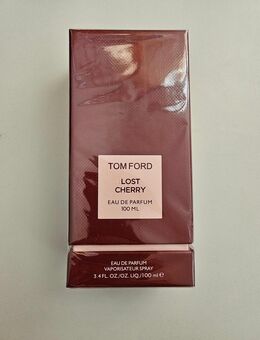 TOM FORD
LOST
CHERRY
EAU DE PARFUM
100 ML
EAU DE PARFUM
VAPORISATEUR SPRAY
3.4 FL. OZ./OZ. LIQ./100 ml ℮